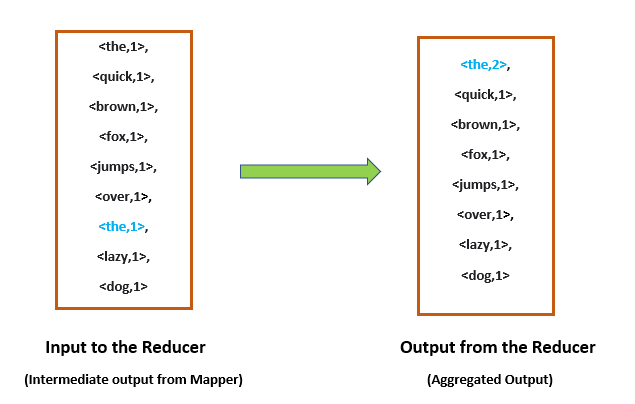 <the,1>,
<quick,1>,
<brown,1>,
<fox,1>,
<jumps,1>,
<over,1>,
<the,1>,
<lazy,1>,
<dog,1>
Input to the Reducer
(Intermediate output from Mapper)
<the,2>,
<quick,1>,
<brown,1>,
<fox,1>,
<jumps,1>,
<over,1>,
<lazy,1>,
<dog,1>
Output from the Reducer
(Aggregated Output)